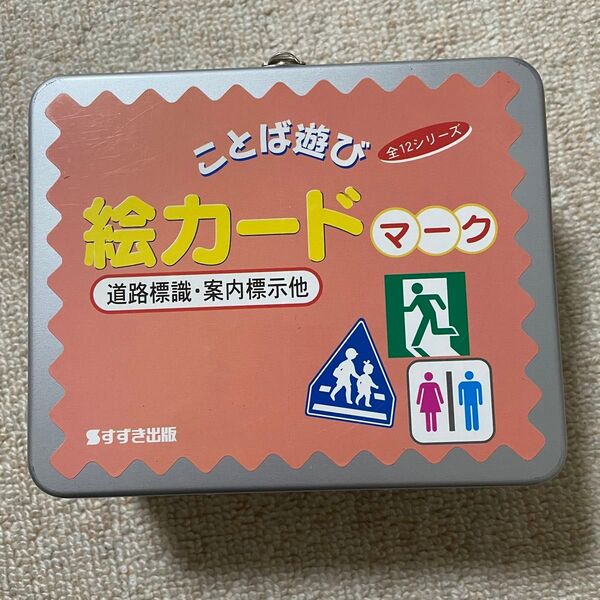 ことば遊び
全12シリーズ
絵カード
マーク
道路標識・案内標示他
すずき出版